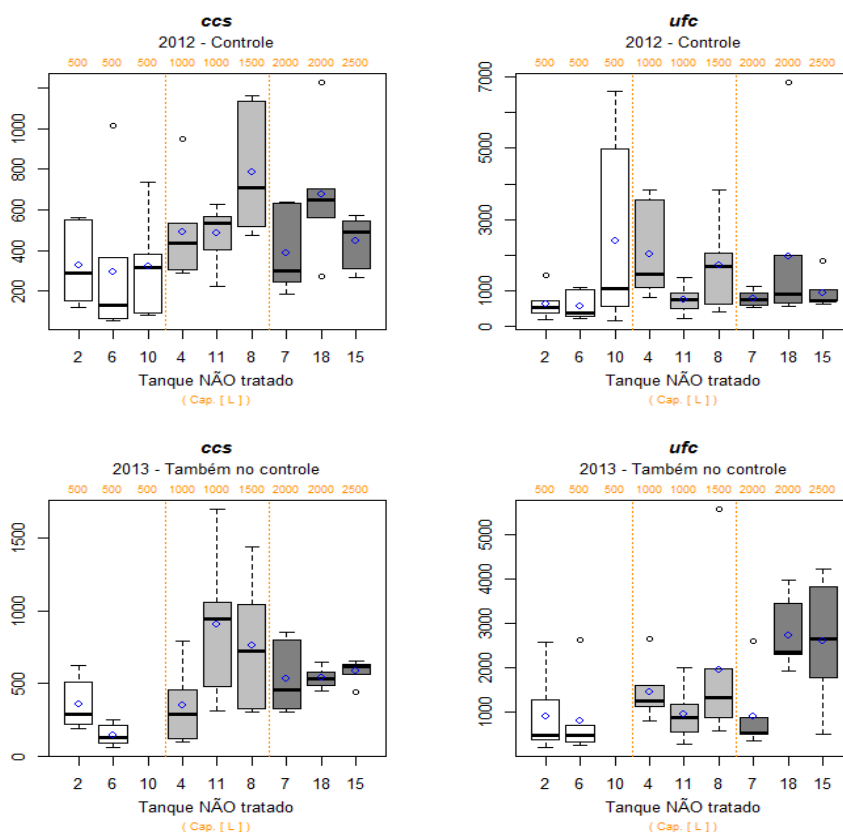 ccs
2012 - Controle
500 500 500 1000 1000 1500 2000 2000 2500
1000
800
600
400
200
2 6 10 4 11 8 7 18 15
Tanque NÃO tratado
( Cap. [ L ] )
ufc
2012 - Controle
500 500 500 1000 1000 1500 2000 2000 2500
7000
5000
3000
1000
0
2 6 10 4 11 8 7 18 15
Tanque NÃO tratado
( Cap. [ L ] )
ccs
2013 - Também no controle
500 500 500 1000 1000 1500 2000 2000 2500
1500
1000
500
0
2 6 10 4 11 8 7 18 15
Tanque NÃO tratado
( Cap. [ L ] )
ufc
2013 - Também no controle
500 500 500 1000 1000 1500 2000 2000 2500
5000
4000
3000
2000
1000
2 6 10 4 11 8 7 18 15
Tanque NÃO tratado
( Cap. [ L ] )